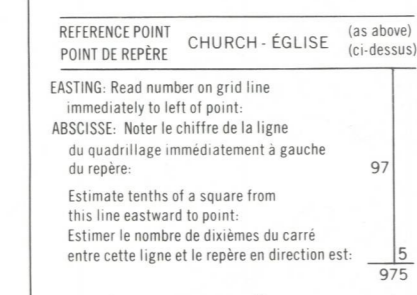 REFERENCE POINT
POINT DE REPÈRE
CHURCH - ÉGLISE
(as above)
(ci-dessus)
EASTING: Read number on grid line
immediately to left of point:
ABSCISSE: Noter le chiffre de la ligne
du quadrillage immédiatement à gauche
du repère: 97
Estimate tenths of a square from
this line eastward to point:
Estimer le nombre de dixièmes du carré
entre cette ligne et le repère en direction est: 5
975